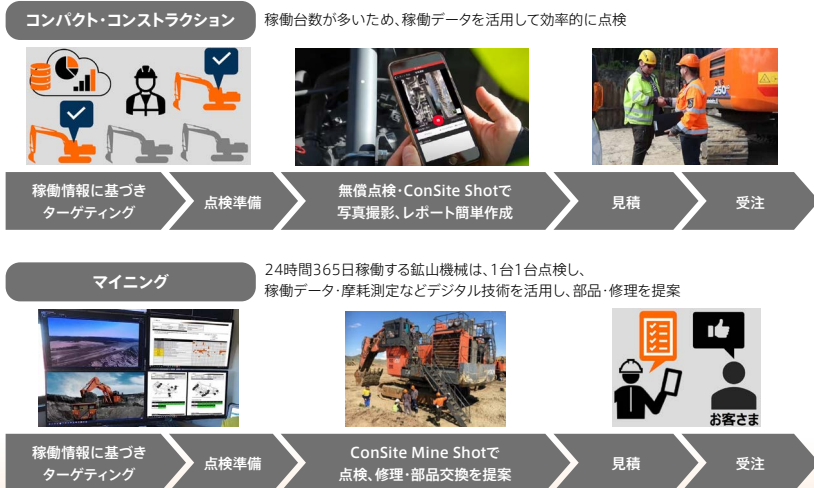 コンパクト・コンストラクション
稼働台数が多いため、稼働データを活用して効率的に点検
250
稼働情報に基づき
ターゲティング
点検準備
無償点検・ConSite Shotで
写真撮影、レポート簡単作成
見積
受注
マイニング
24時間365日稼働する鉱山機械は、1台1台点検し、
稼働データ・摩耗測定などデジタル技術を活用し、部品・修理を提案
お客さま
稼働情報に基づき
ターゲティング
点検準備
ConSite Mine Shotで
点検、修理・部品交換を提案
見積
受注